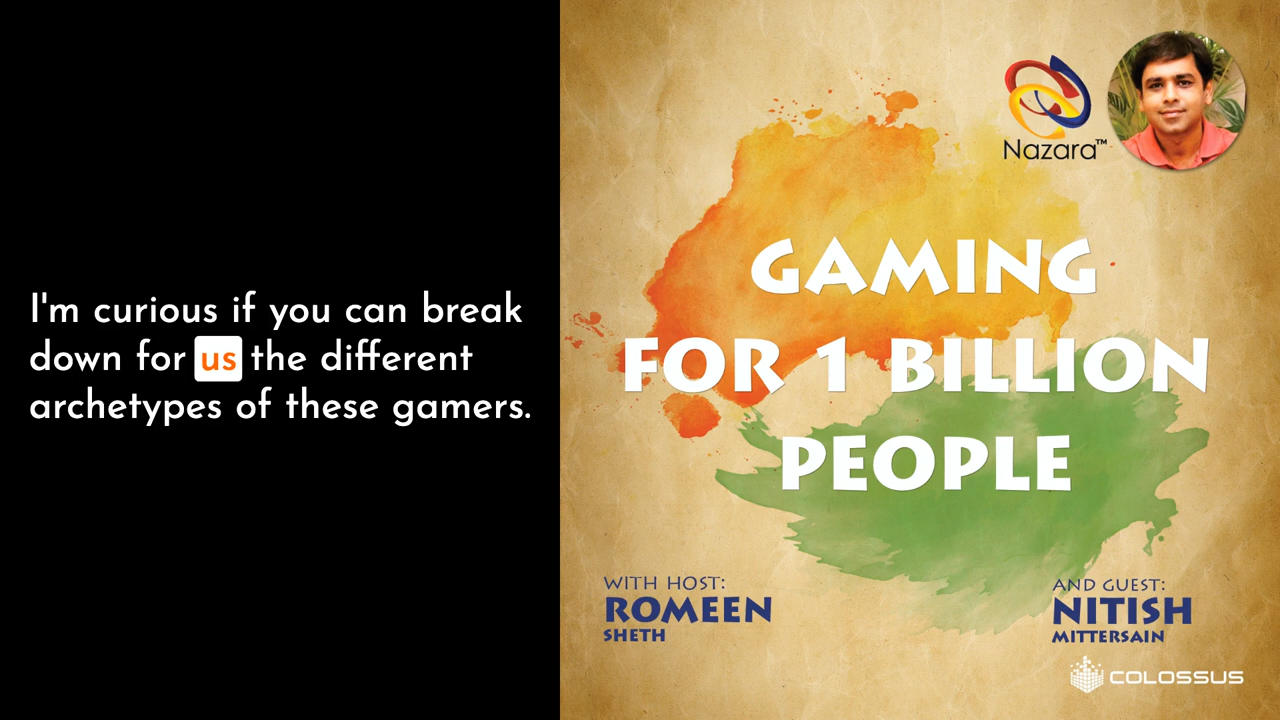 I'm curious if you can break
down for us the different
archetypes of these gamers.
Nazara™
GAMING
FOR 1 BILLION
PEOPLE
WITH HOST:
ROMEEN
SHETH
AND GUEST:
NITISH
MITTERSAIN
COLOSSUS